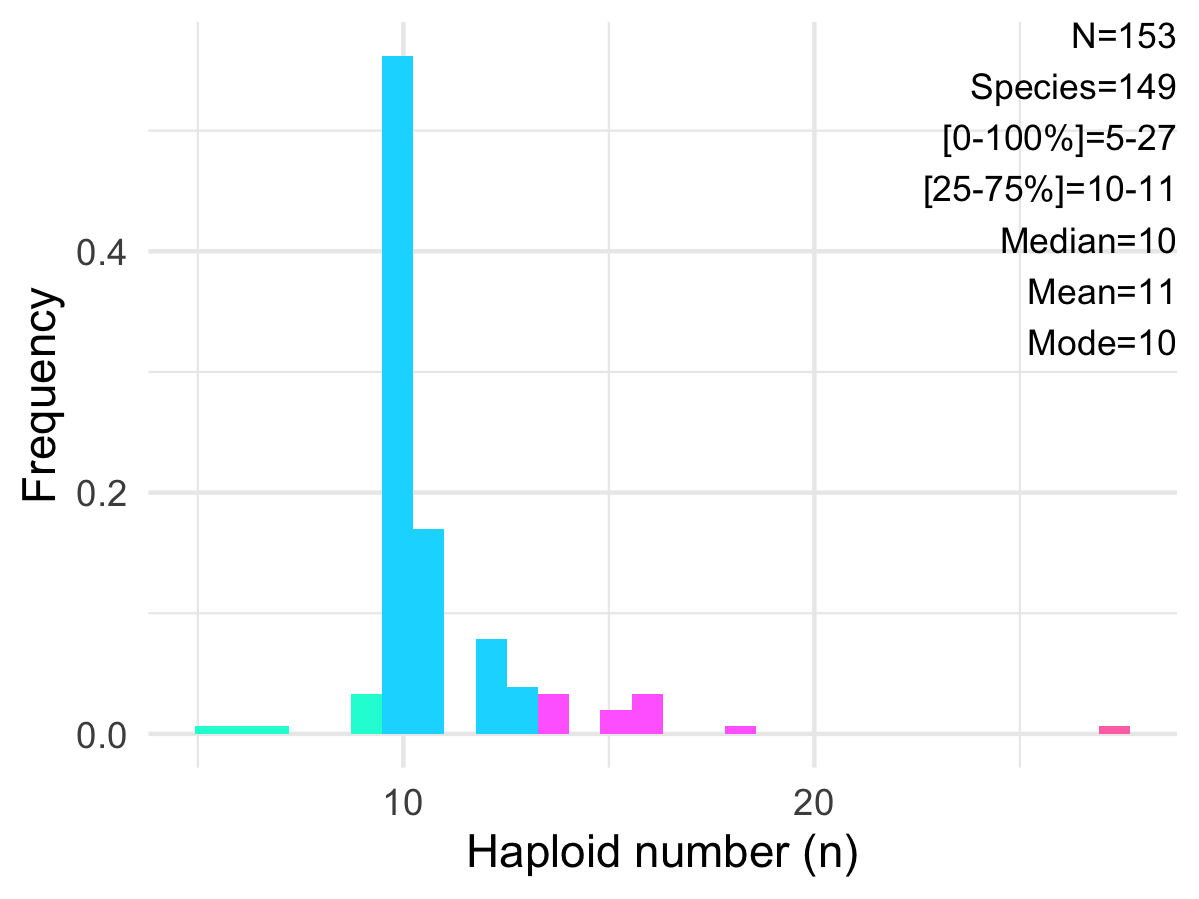 N=153
Species=149
[0-100%]=5-27
[25-75%]=10-11
Median=10
Mean=11
Mode=10
Frequency
0.4
0.2
0.0
10
20
Haploid number (n)